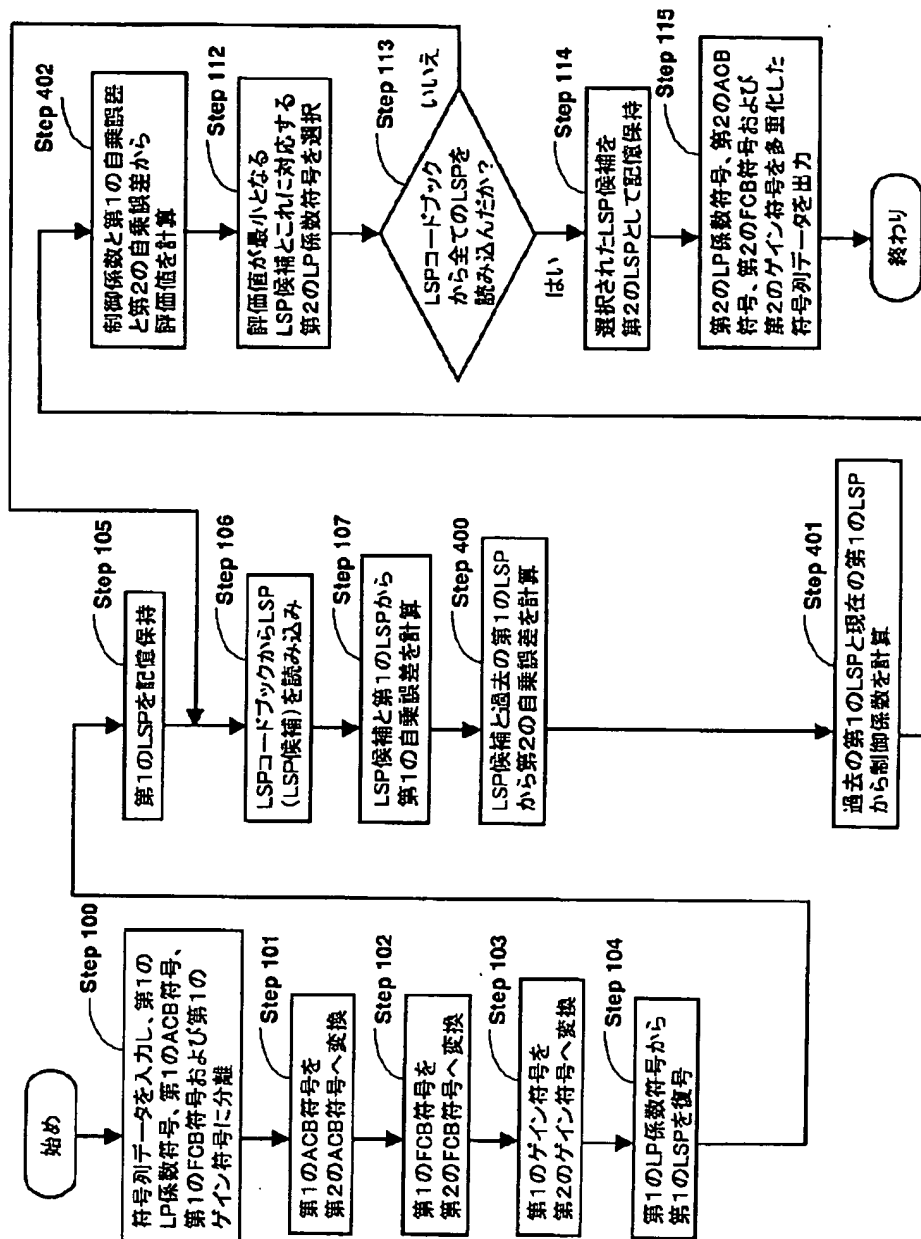 始め
Step 100
符号列データを入力し、第1の
LP係数符号、第1のACB符号、
第1のFCB符号および第1の
ゲイン符号に分離
Step 101
第1のACB符号を
第2のACB符号へ変換
Step 102
第1のFCB符号を
第2のFCB符号へ変換
Step 103
第1のゲイン符号を
第2のゲイン符号へ変換
Step 104
第1のLP係数符号から
第1のLSPを復号
Step 105
第1のLSPを記憶保持
Step 106
LSPコードブックからLSP
(LSP候補)を読み込み
Step 107
LSP候補と第1のLSPから
第1の自乗誤差を計算
Step 400
LSP候補と過去の第1のLSP
から第2の自乗誤差を計算
Step 401
過去の第1のLSPと現在の第1のLSP
から制御係数を計算
Step 402
制御係数と第1の自乗誤器
と第2の自乗誤差から
評価値を計算
Step 112
評価値が最小となる
LSP候補とこれに対応する
第2のLP係数符号を選択
Step 113
LSPコードブック
から全てのLSPを
読み込んだか？
いいえ
はい
Step 114
選択されたLSP候補を
第2のLSPとして記憶保持
Step 115
第2のLP係数符号、第2のACB
符号、第2のFCB符号および
第2のゲイン符号を多重化した
符号列データを出力
終わり